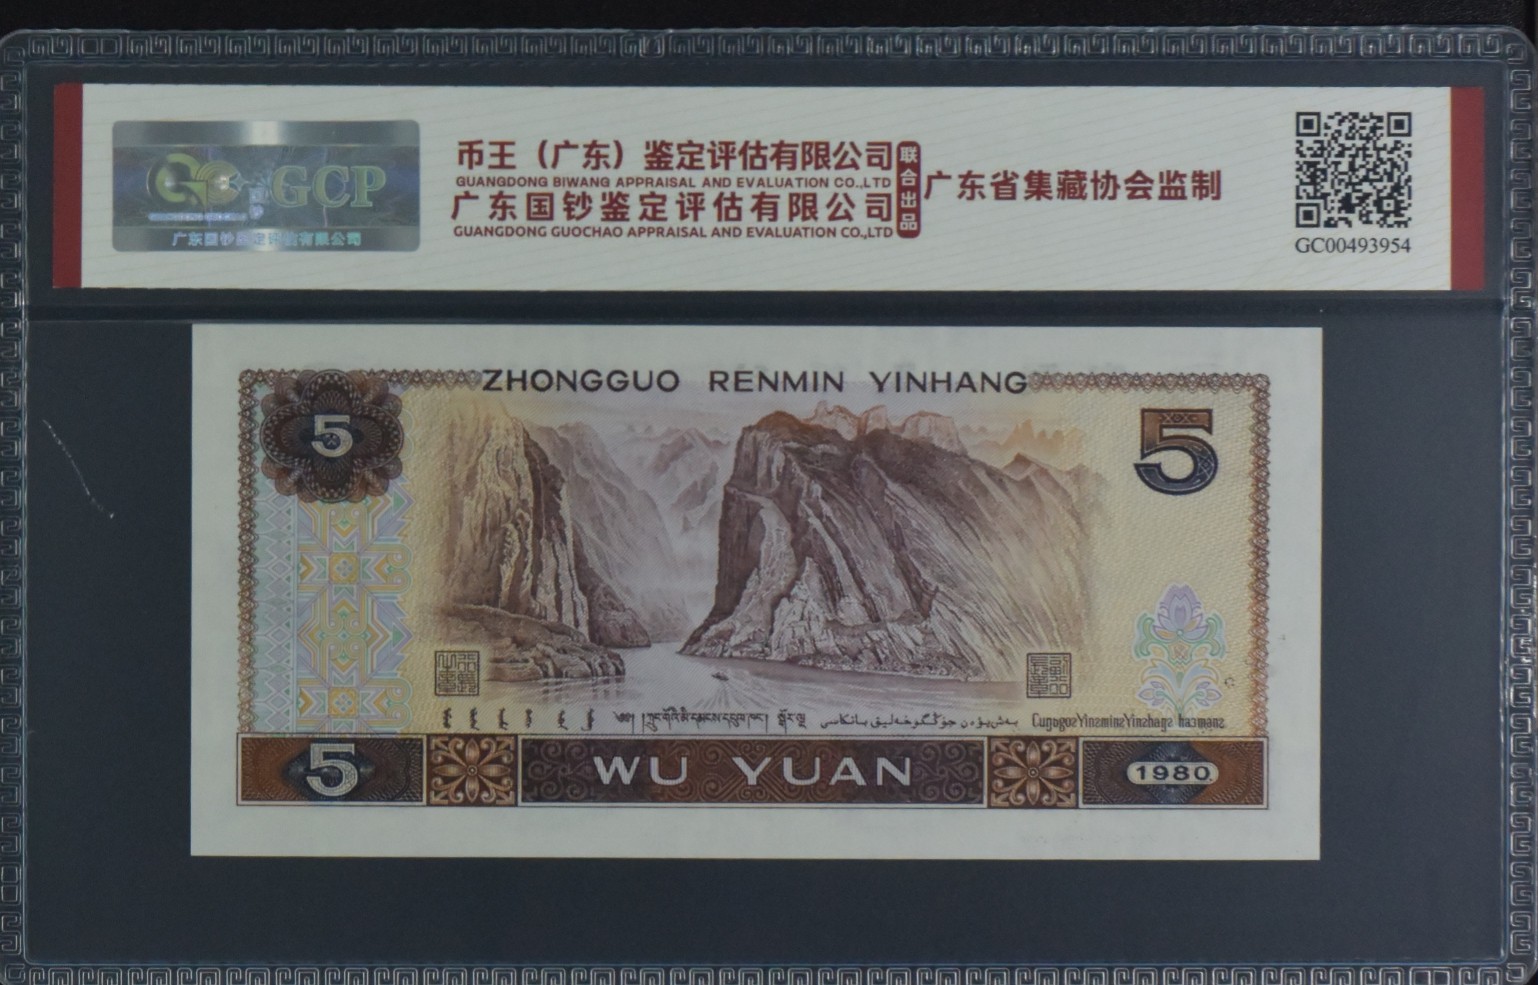 GCP
广东国钞鉴定评估有限公司
币王（广东）鉴定评估有限公司
GUANGDONG BIWANG APPRAISAL AND EVALUATION CO.,LTD
广东国钞鉴定评估有限公司
GUANGDONG GUOCHAO APPRAISAL AND EVALUATION CO.,LTD
联合出品
广东省集藏协会监制
GC00493954
ZHONGGUO RENMIN YINHANG
5
5
5
WU YUAN
1980